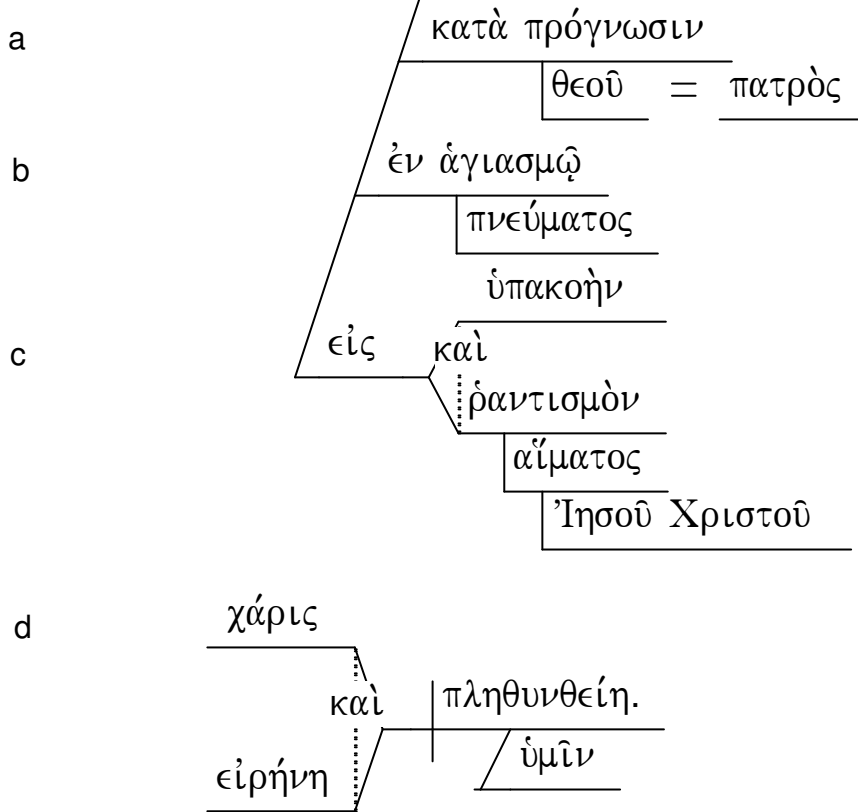 a κατὰ πρόγνωσιν
θεοῦ = πατρὸς
b ἐν ἁγιασμῷ
πνεύματος
ὑπακοὴν
c εἰς καὶ
ῥαντισμὸν
αἵματος
Ἰησοῦ Χριστοῦ
d χάρις
καὶ πληθυνθείη.
εἰρήνη ὑμῖν